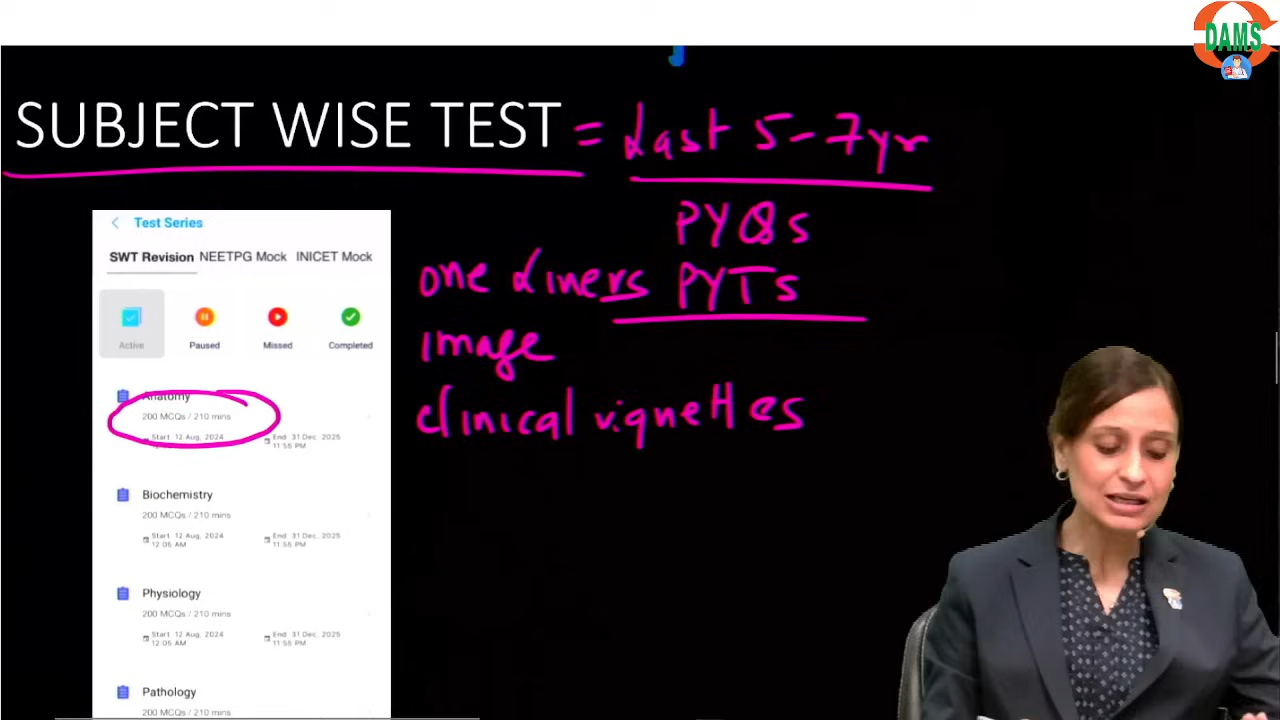 DAMS
SUBJECT WISE TEST = Last 5-7yr
PYQs
one liners PYTs
image
clinical vignettes
Test Series
SWT Revision NEETPG Mock INICET Mock
Active Paused Missed Completed
Anatomy
200 MCQs / 210 mins
Start: 12 Aug, 2024 End: 31 Dec, 2025
11:55 PM
Biochemistry
200 MCQs / 210 mins
Start: 12 Aug, 2024 End: 31 Dec, 2025
12:05 AM 11:55 PM
Physiology
200 MCQs / 210 mins
Start: 12 Aug, 2024 End: 31 Dec, 2025
12:05 AM 11:55 PM
Pathology
200 MCQs / 210 mins